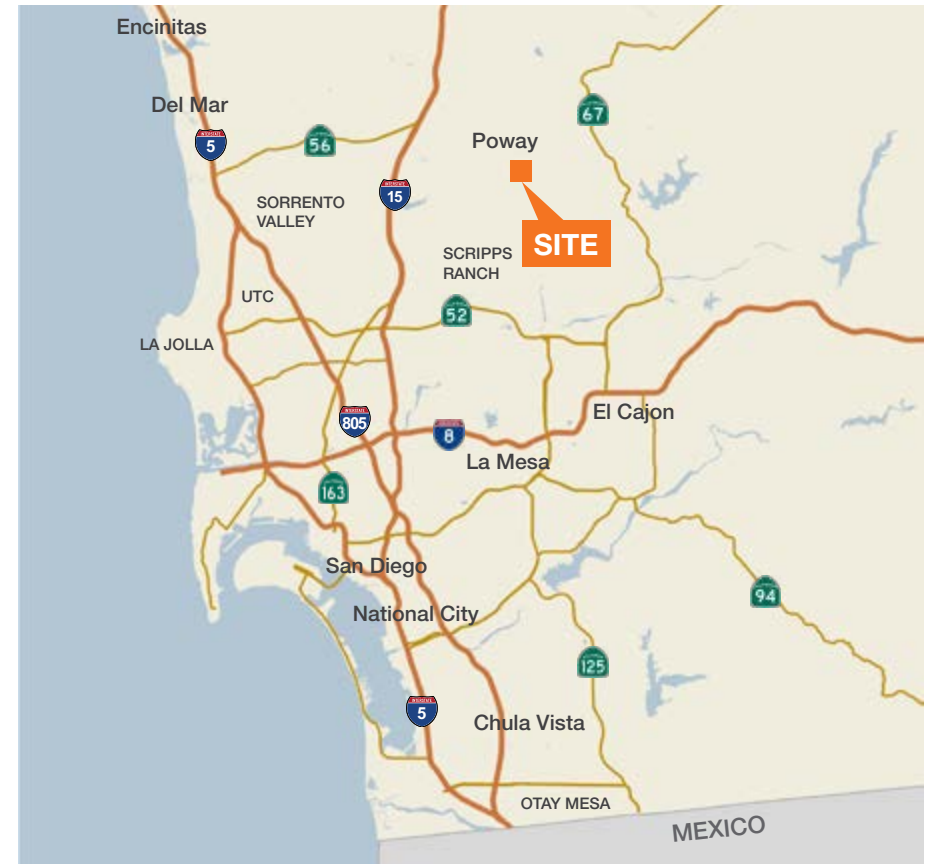 Encinitas
Del Mar
5
56
67
Poway
15
SORRENTO
VALLEY
SITE
SCRIPPS
RANCH
UTC
52
LA JOLLA
805
El Cajon
8
La Mesa
163
San Diego
94
National City
125
5
Chula Vista
OTAY MESA
MEXICO